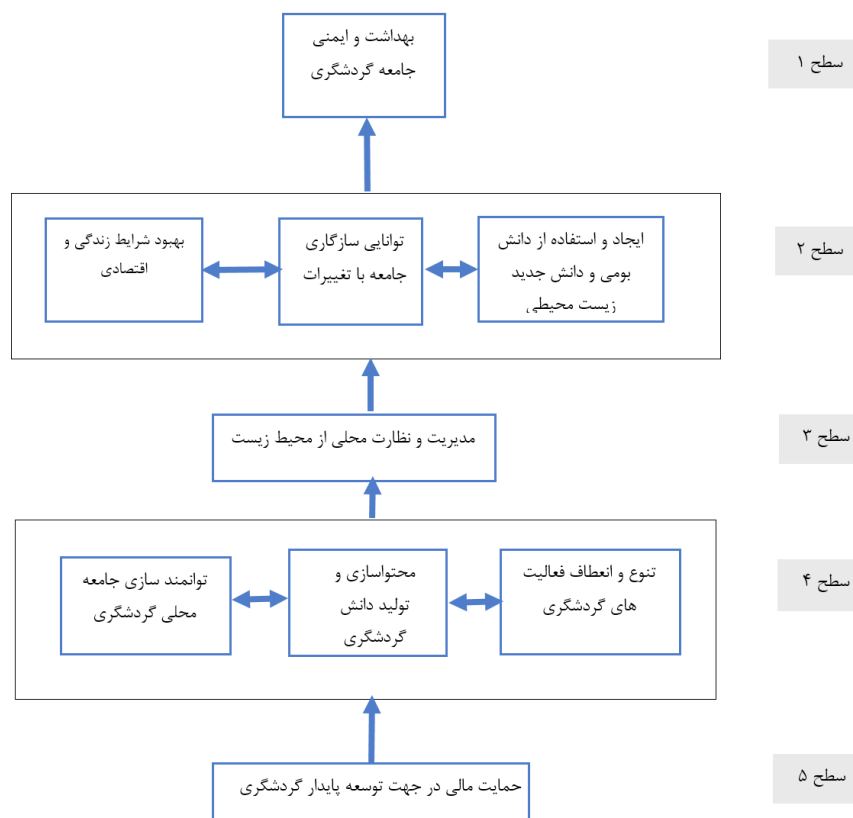 بهداشت و ایمنی
جامعه گردشگری
سطح ۱
ایجاد و استفاده از دانش
بومی و دانش جدید
زیست محیطی
توانایی سازگاری
جامعه با تغییرات
بهبود شرایط زندگی و
اقتصادی
سطح ۲
مدیریت و نظارت محلی از محیط زیست
سطح ۳
تنوع و انعطاف فعالیت
های گردشگری
محتواسازی و
تولید دانش
گردشگری
توانمند سازی جامعه
محلی گردشگری
سطح ۴
حمایت مالی در جهت توسعه پایدار گردشگری
سطح ۵